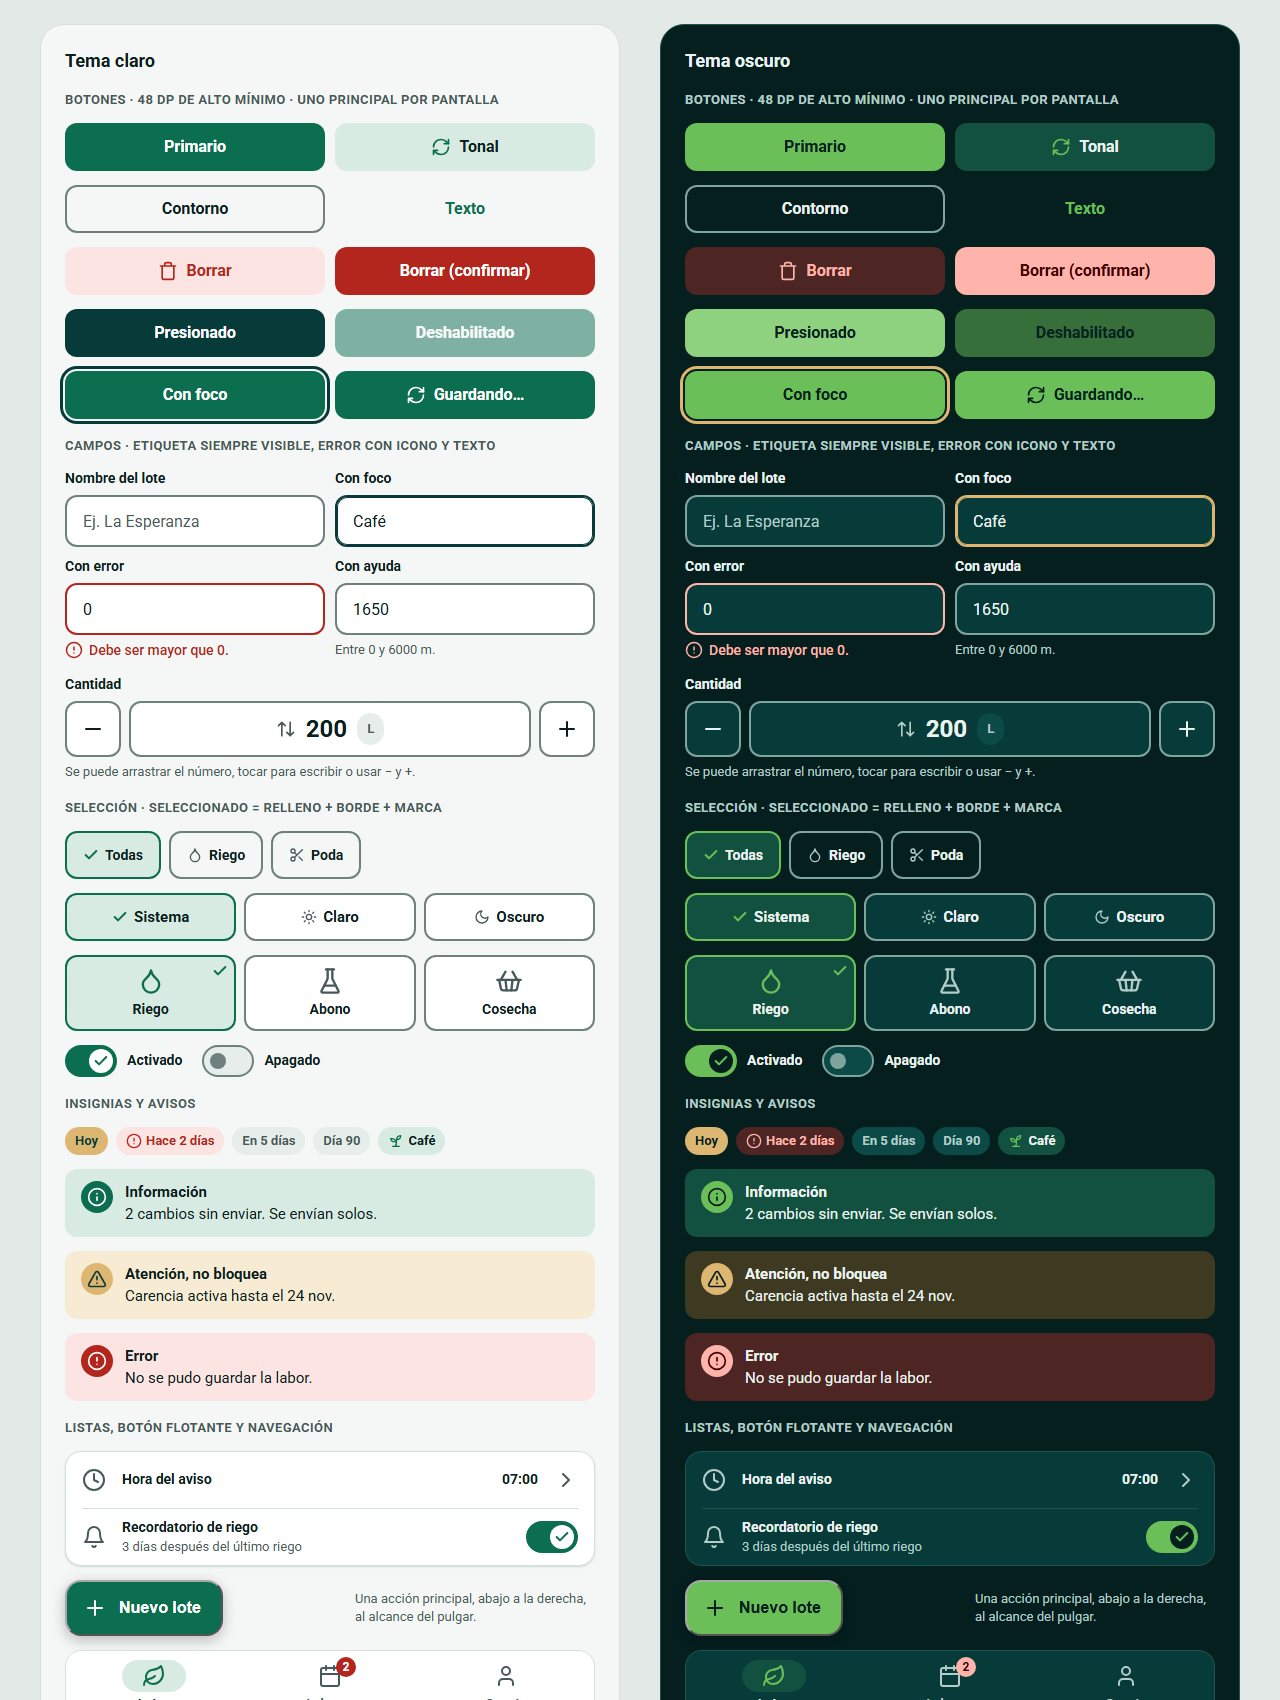 Tema claro
BOTONES · 48 DP DE ALTO MÍNIMO · UNO PRINCIPAL POR PANTALLA
Primario
Tonal
Contorno
Texto
Borrar
Borrar (confirmar)
Presionado
Deshabilitado
Con foco
Guardando...
CAMPOS · ETIQUETA SIEMPRE VISIBLE, ERROR CON ICONO Y TEXTO
Nombre del lote
Con foco
Ej. La Esperanza
Café
Con error
Con ayuda
0
1650
Debe ser mayor que 0.
Entre 0 y 6000 m.
Cantidad
200 L
Se puede arrastrar el número, tocar para escribir o usar − y +.
SELECCIÓN · SELECCIONADO = RELLENO + BORDE + MARCA
Todas
Riego
Poda
Sistema
Claro
Oscuro
Riego
Abono
Cosecha
Activado
Apagado
INSIGNIAS Y AVISOS
Hoy
Hace 2 días
En 5 días
Día 90
Café
Información
2 cambios sin enviar. Se envían solos.
Atención, no bloquea
Carencia activa hasta el 24 nov.
Error
No se pudo guardar la labor.
LISTAS, BOTÓN FLOTANTE Y NAVEGACIÓN
Hora del aviso
07:00
Recordatorio de riego
3 días después del último riego
Nuevo lote
Una acción principal, abajo a la derecha,
al alcance del pulgar.
2
Tema oscuro
BOTONES · 48 DP DE ALTO MÍNIMO · UNO PRINCIPAL POR PANTALLA
Primario
Tonal
Contorno
Texto
Borrar
Borrar (confirmar)
Presionado
Deshabilitado
Con foco
Guardando...
CAMPOS · ETIQUETA SIEMPRE VISIBLE, ERROR CON ICONO Y TEXTO
Nombre del lote
Con foco
Ej. La Esperanza
Café
Con error
Con ayuda
0
1650
Debe ser mayor que 0.
Entre 0 y 6000 m.
Cantidad
200 L
Se puede arrastrar el número, tocar para escribir o usar − y +.
SELECCIÓN · SELECCIONADO = RELLENO + BORDE + MARCA
Todas
Riego
Poda
Sistema
Claro
Oscuro
Riego
Abono
Cosecha
Activado
Apagado
INSIGNIAS Y AVISOS
Hoy
Hace 2 días
En 5 días
Día 90
Café
Información
2 cambios sin enviar. Se envían solos.
Atención, no bloquea
Carencia activa hasta el 24 nov.
Error
No se pudo guardar la labor.
LISTAS, BOTÓN FLOTANTE Y NAVEGACIÓN
Hora del aviso
07:00
Recordatorio de riego
3 días después del último riego
Nuevo lote
Una acción principal, abajo a la derecha,
al alcance del pulgar.
2